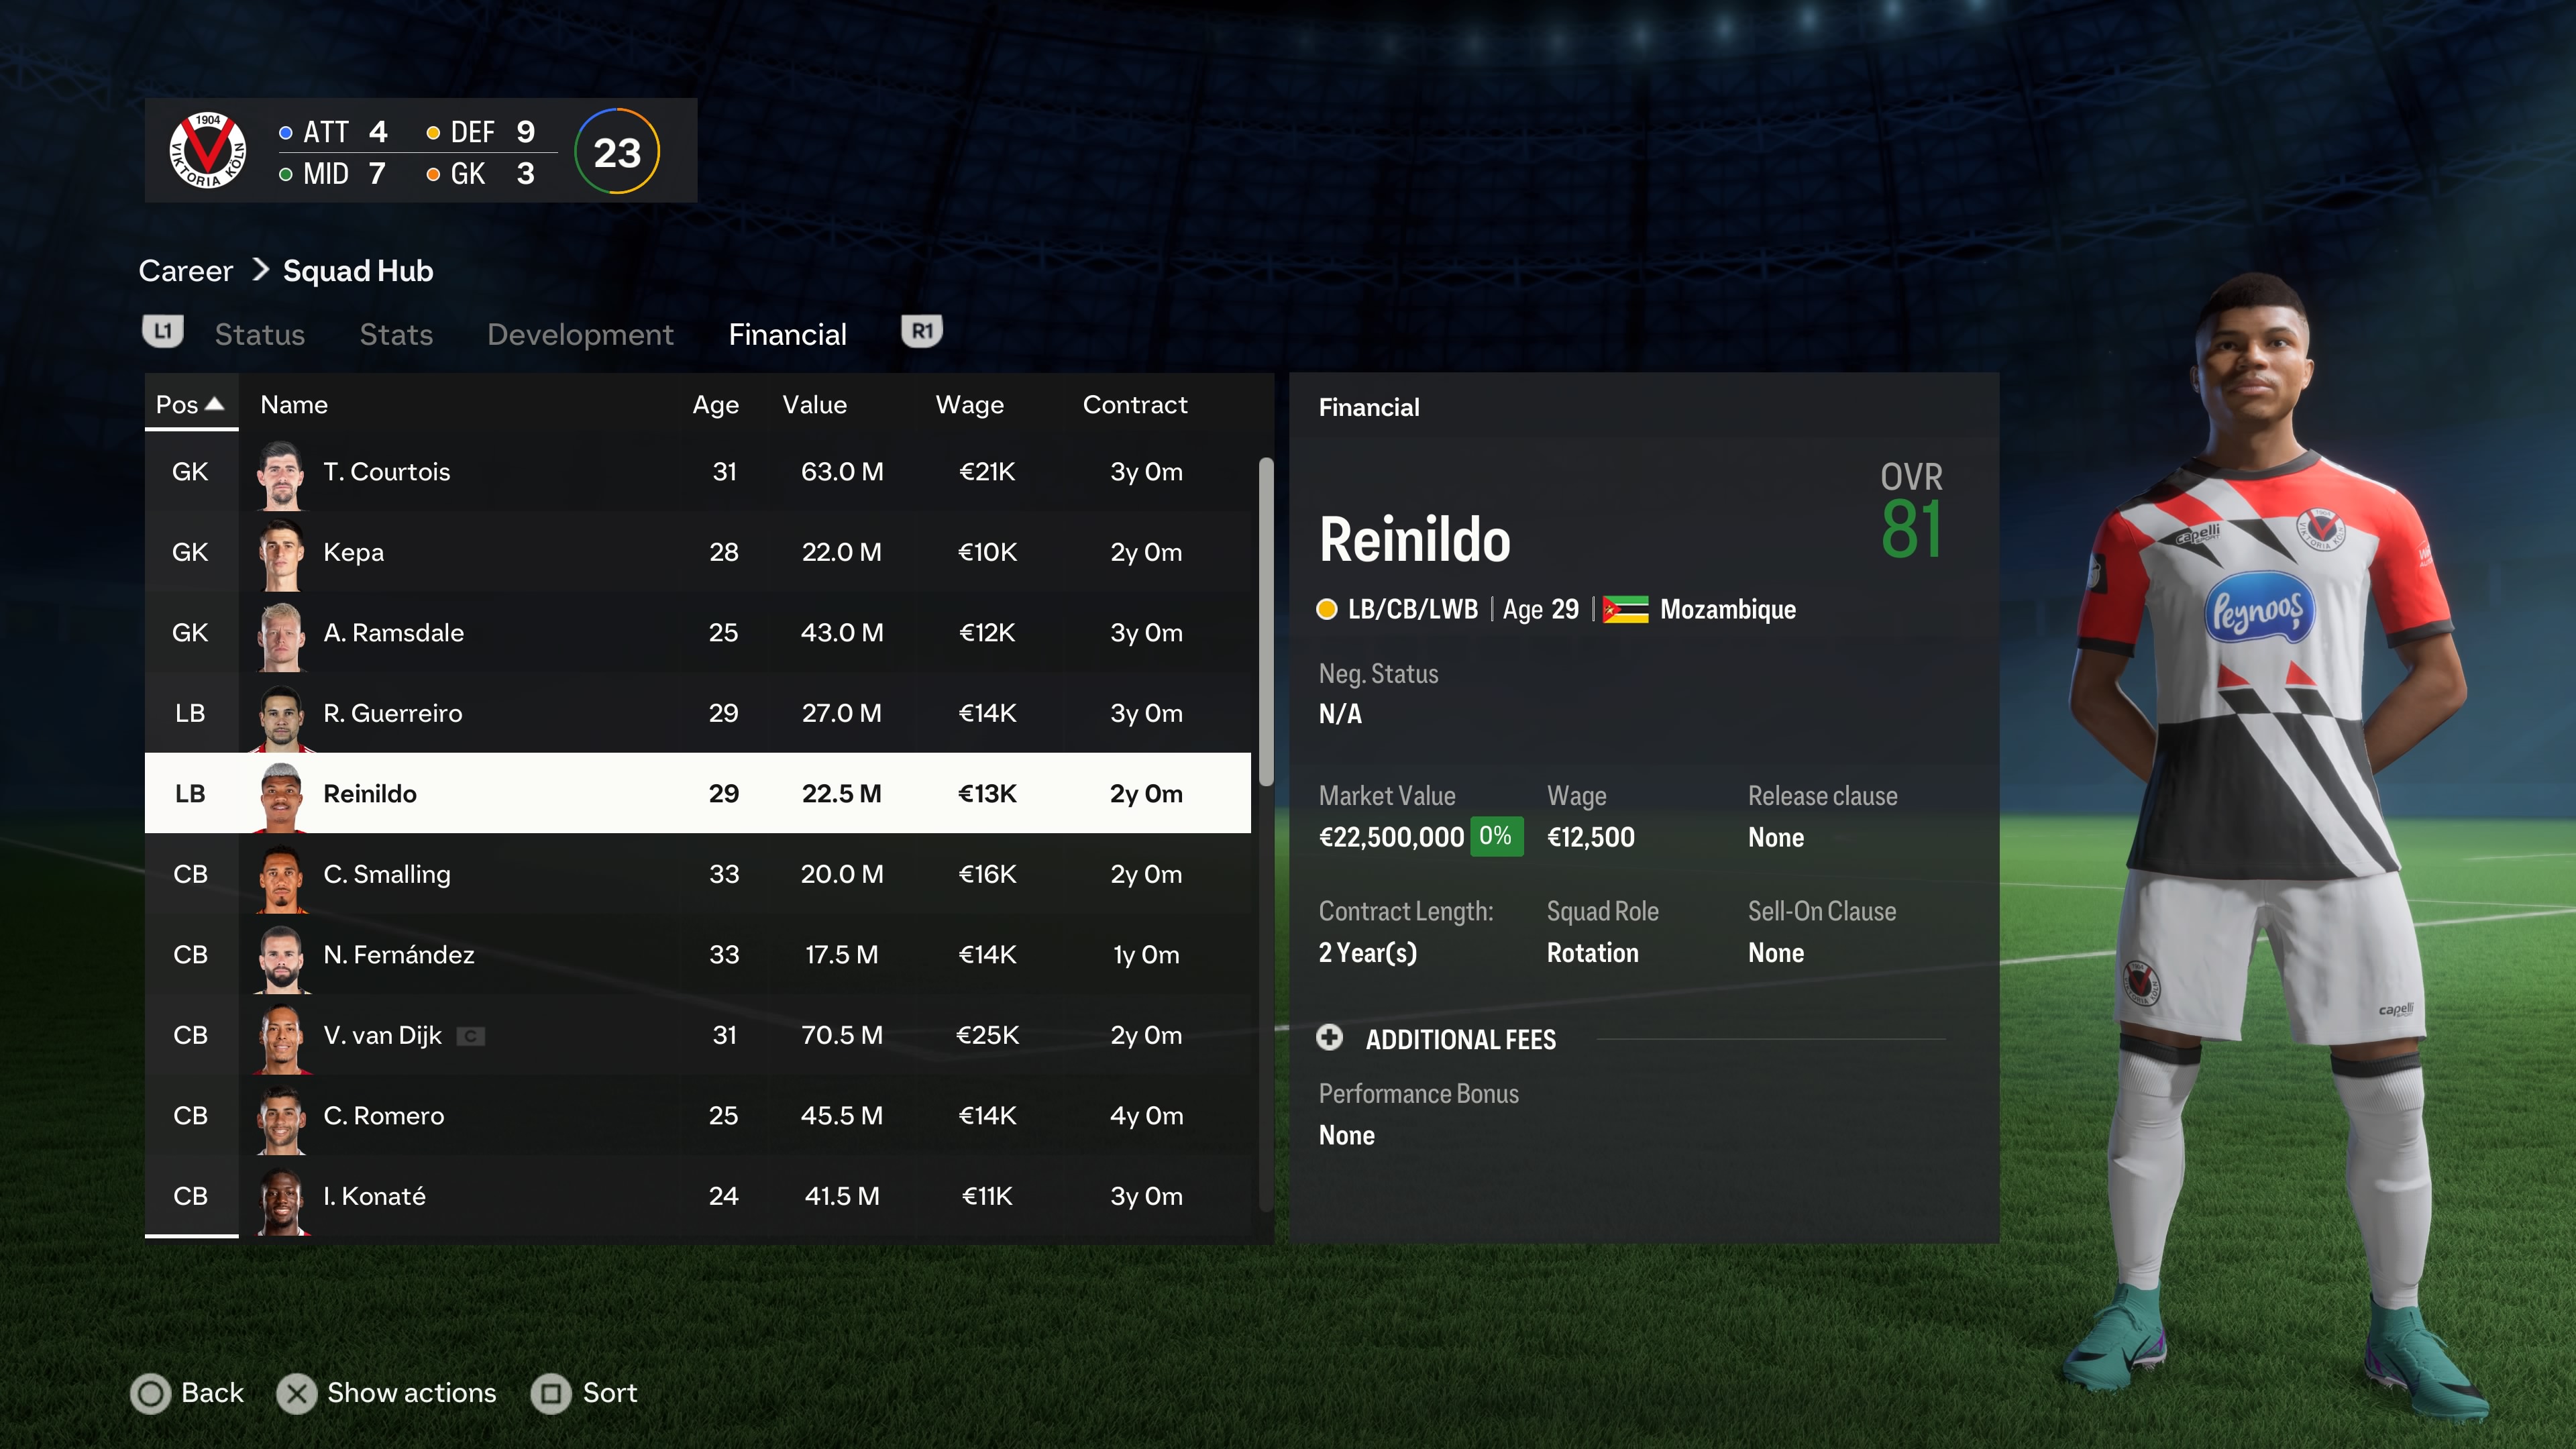 1904
VIKTORIA KÖLN
ATT 4 DEF 9
MID 7 GK 3
23
Career Squad Hub
L1 Status Stats Development Financial R1
Pos Name Age Value Wage Contract
GK T. Courtois 31 63.0 M €21K 3y 0m
GK Kepa 28 22.0 M €10K 2y 0m
GK A. Ramsdale 25 43.0 M €12K 3y 0m
LB R. Guerreiro 29 27.0 M €14K 3y 0m
LB Reinildo 29 22.5 M €13K 2y 0m
CB C. Smalling 33 20.0 M €16K 2y 0m
CB N. Fernández 33 17.5 M €14K 1y 0m
CB V. van Dijk C 31 70.5 M €25K 2y 0m
CB C. Romero 25 45.5 M €14K 4y 0m
CB I. Konaté 24 41.5 M €11K 3y 0m
Financial
OVR
81
Reinildo
LB/CB/LWB | Age 29 | Mozambique
Neg. Status
N/A
Market Value Wage Release clause
€22,500,000 0% €12,500 None
Contract Length: Squad Role Sell-On Clause
2 Year(s) Rotation None
ADDITIONAL FEES
Performance Bonus
None
capelli
SPORT
VIKTORIA KÖLN
Peynoos
capelli
SPORT
Back Show actions Sort